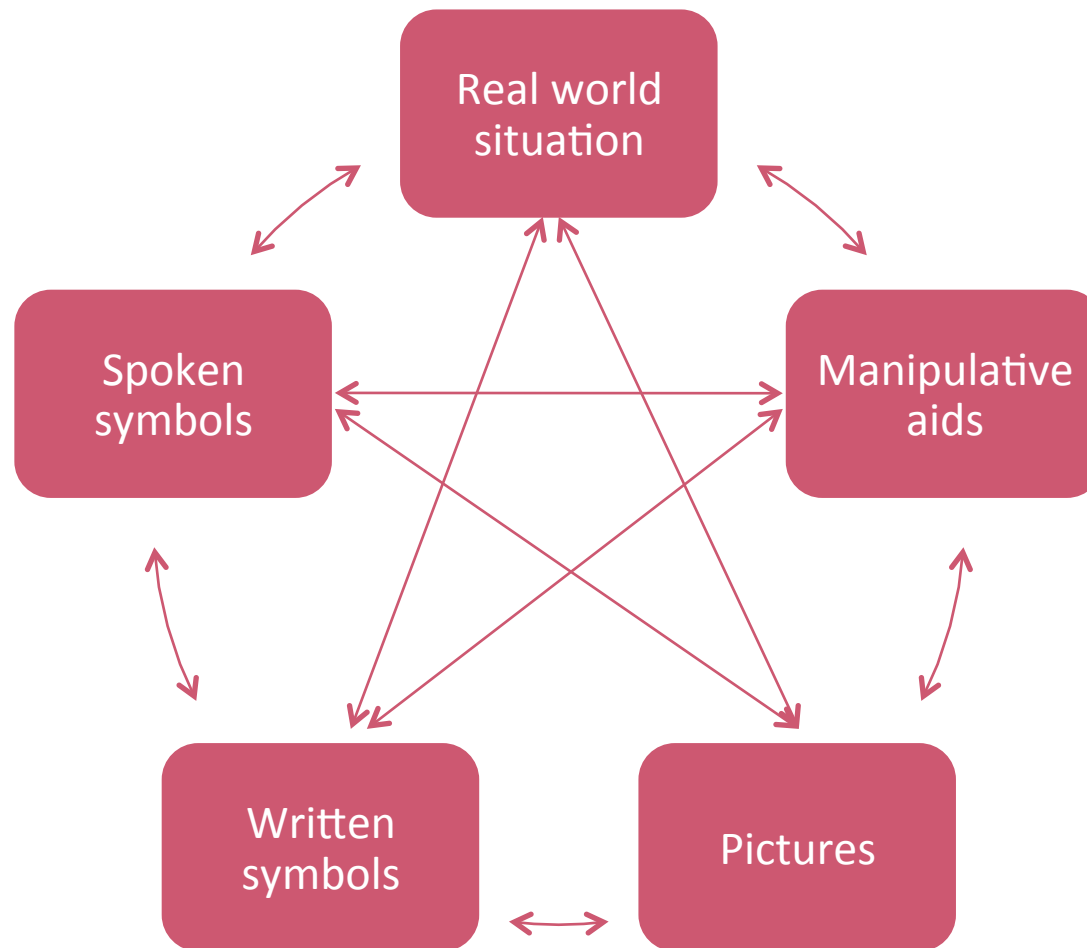 Real world
situation
Spoken
symbols
Manipulative
aids
Written
symbols
Pictures